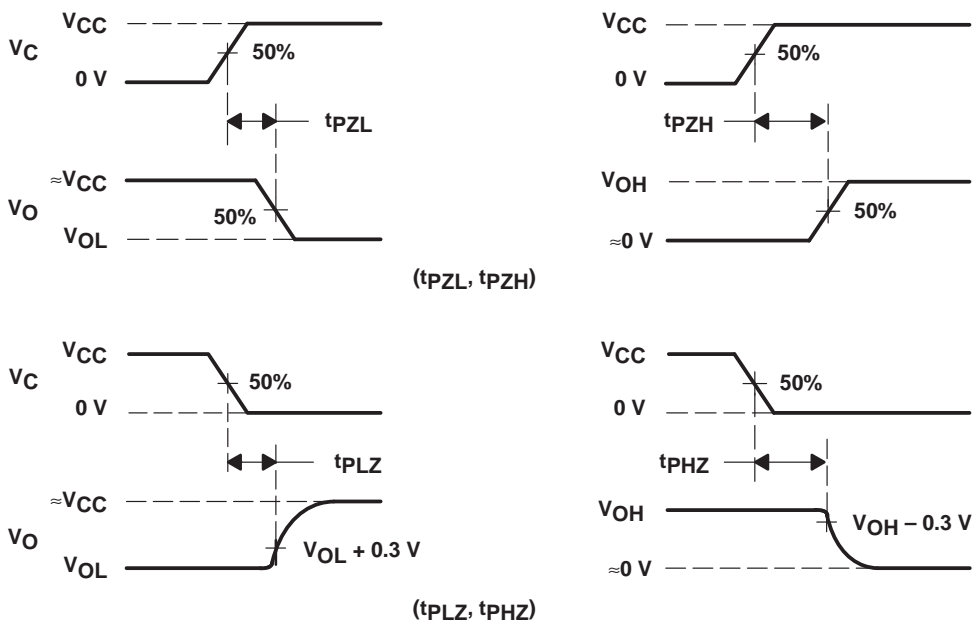 VCC VCC
VC 50% 50%
0 V 0 V
tPZL tPZH
≈VCC VOH
VO 50% 50%
VOL ≈0 V
(tPZL, tPZH)
VCC VCC
VC 50% 50%
0 V 0 V
tPLZ tPHZ
≈VCC VOH VOH – 0.3 V
VO VOL + 0.3 V
VOL ≈0 V
(tPLZ, tPHZ)